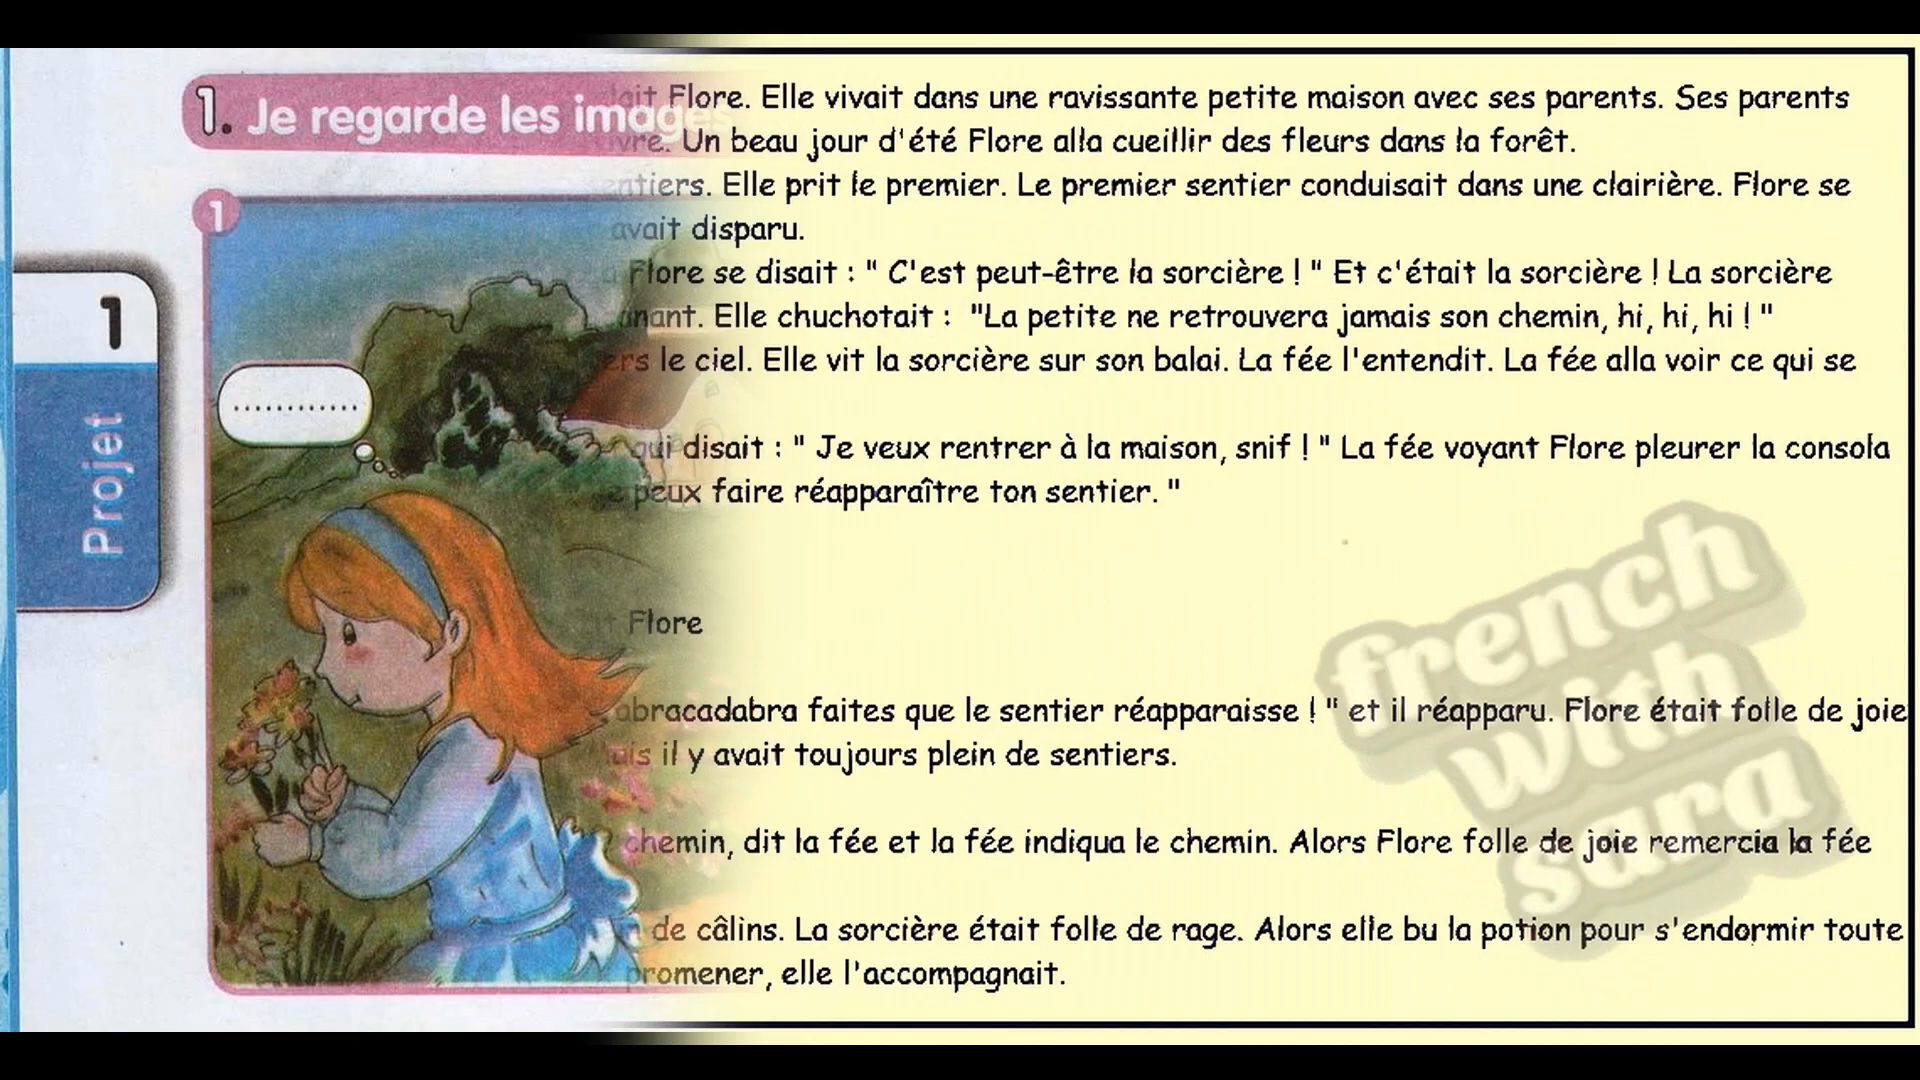 1. Je regarde les images
1
1
Projet
............
Flore. Elle vivait dans une ravissante petite maison avec ses parents. Ses parents
Un beau jour d'été Flore alla cueillir des fleurs dans la forêt.
Elle prit le premier. Le premier sentier conduisait dans une clairière. Flore se
avait disparu.
Flore se disait : " C'est peut-être la sorcière ! " Et c'était la sorcière ! La sorcière
Elle chuchotait : "La petite ne retrouvera jamais son chemin, hi, hi, hi ! "
le ciel. Elle vit la sorcière sur son balai. La fée l'entendit. La fée alla voir ce qui se
qui disait : " Je veux rentrer à la maison, snif ! " La fée voyant Flore pleurer la consola
peux faire réapparaître ton sentier. "
Flore
abracadabra faites que le sentier réapparaisse ! " et il réapparu. Flore était folle de joie
il y avait toujours plein de sentiers.
chemin, dit la fée et la fée indiqua le chemin. Alors Flore folle de joie remercia la fée
de câlins. La sorcière était folle de rage. Alors elle bu la potion pour s'endormir toute
promener, elle l'accompagnait.
french
with
sara